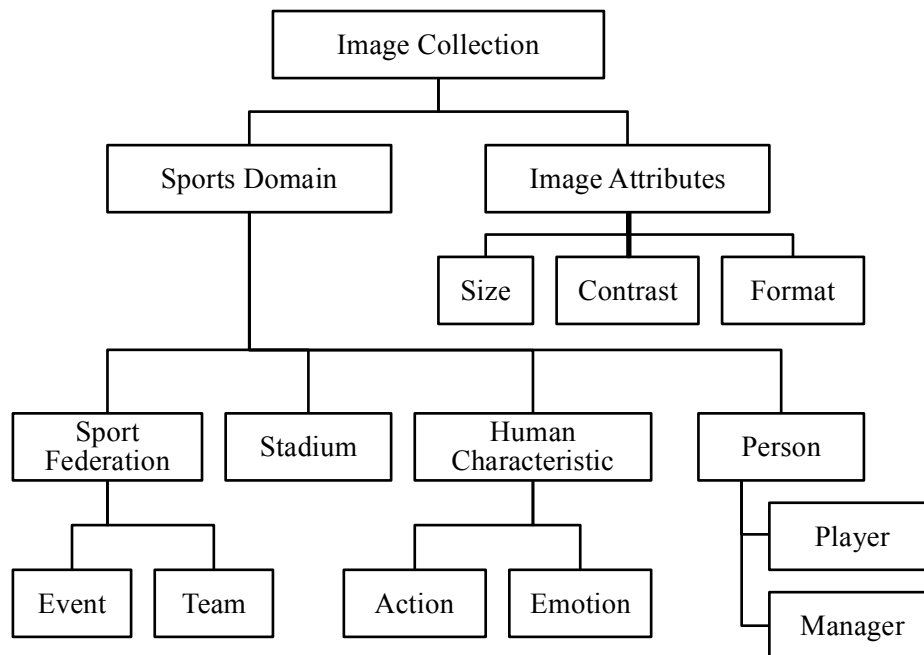 Image Collection
Sports Domain
Image Attributes
Size
Contrast
Format
Sport
Federation
Stadium
Human
Characteristic
Person
Player
Event
Team
Action
Emotion
Manager